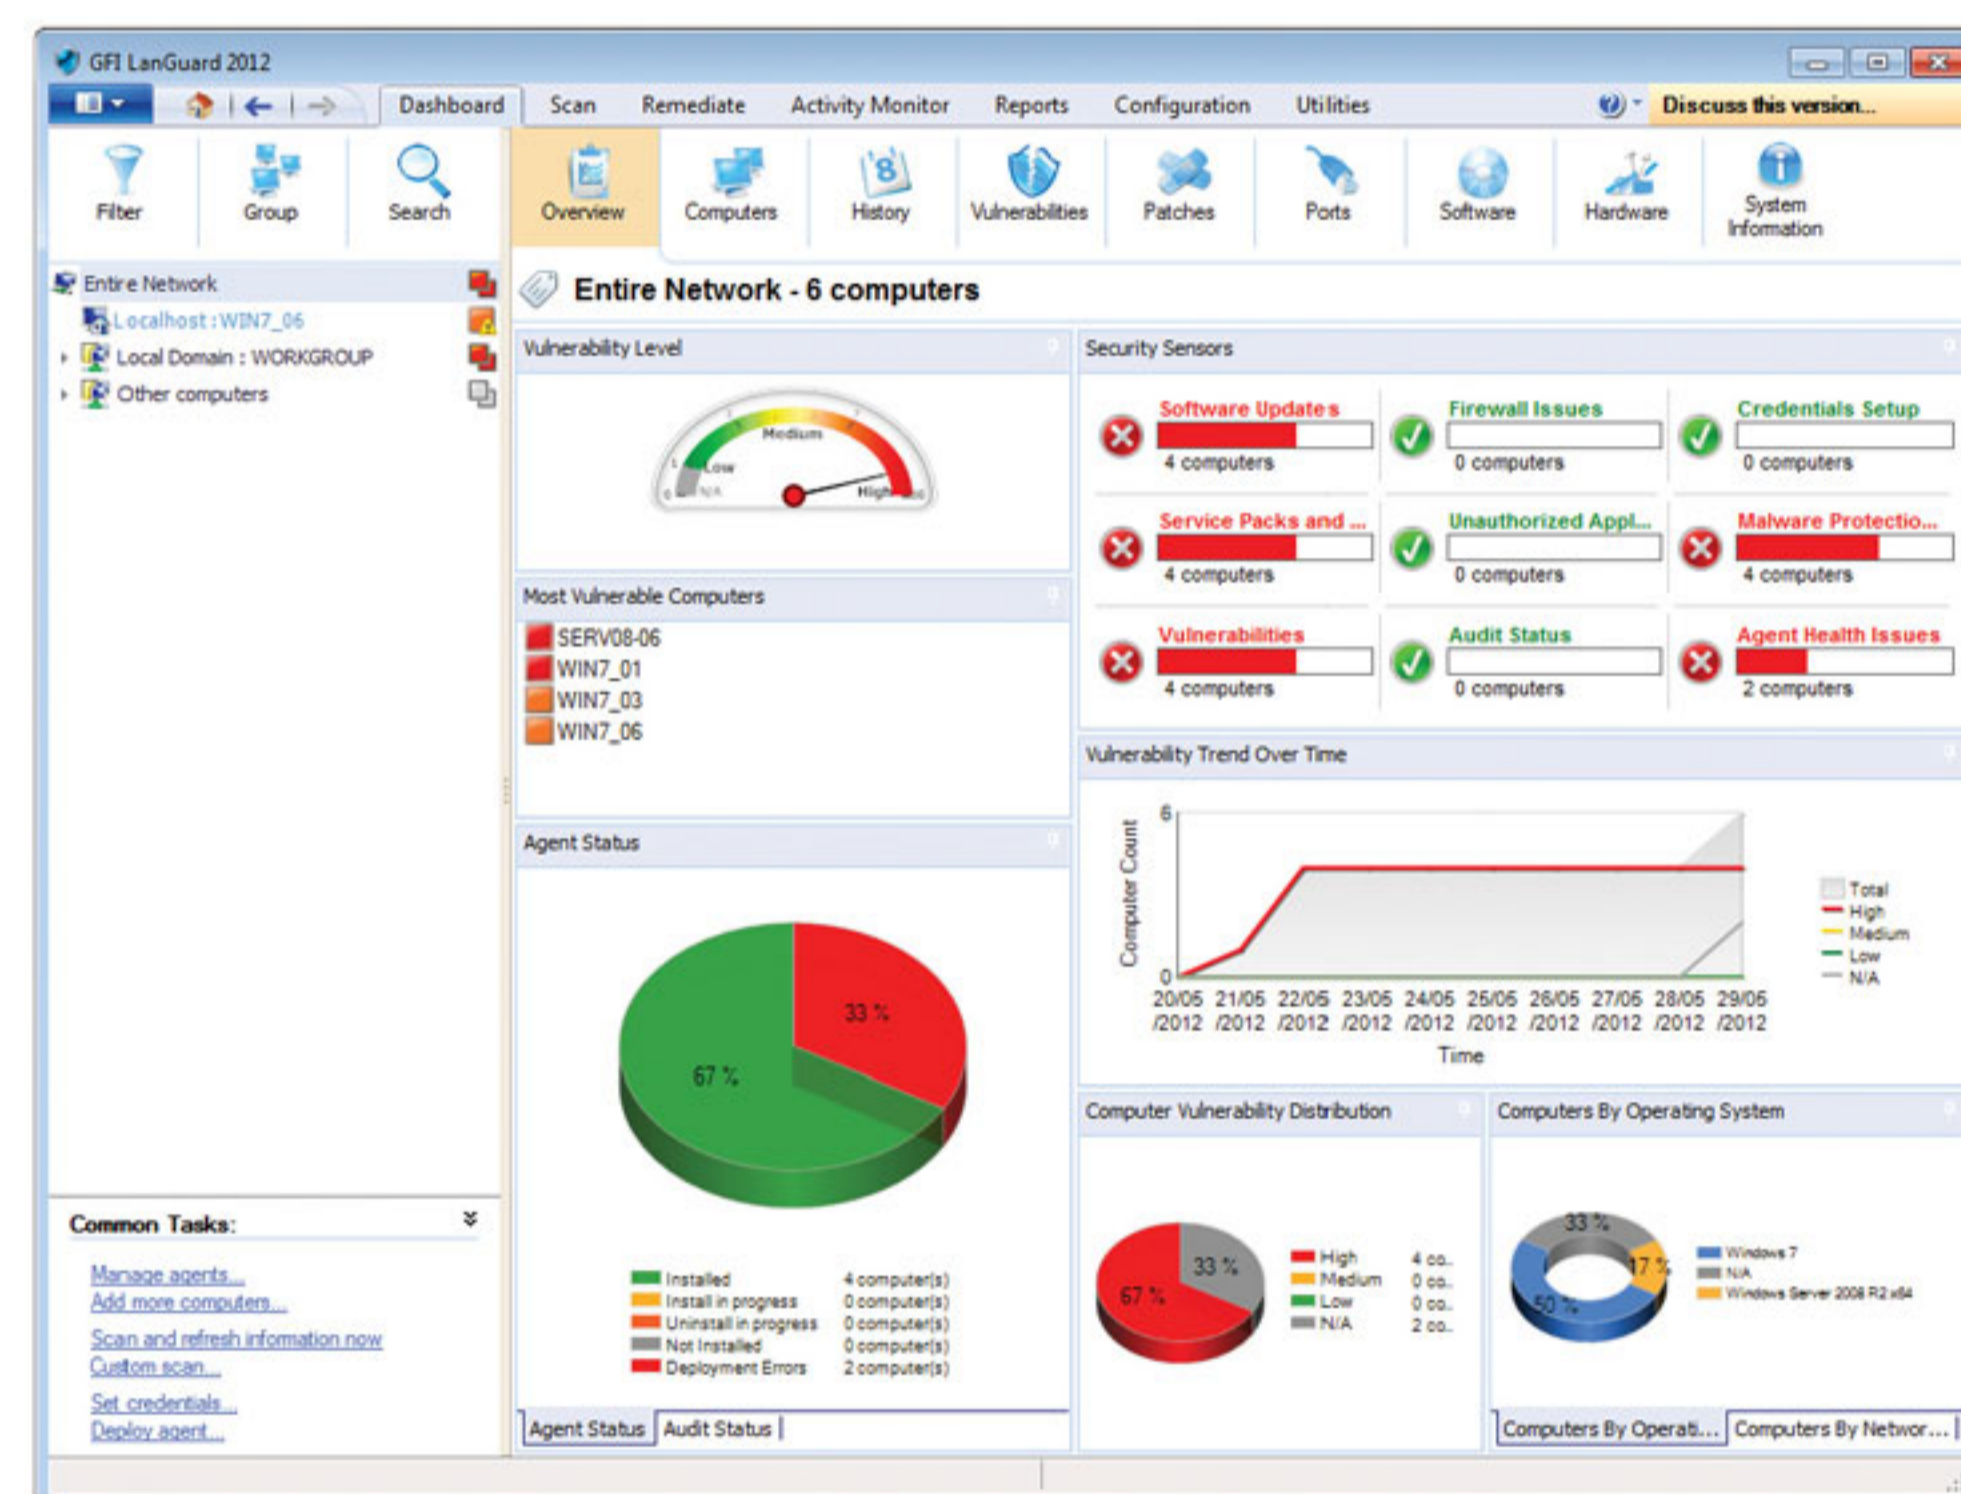 GFI LanGuard 2012
Dashboard Scan Remediate Activity Monitor Reports Configuration Utilities Discuss this version...
Filter Group Search Overview Computers History Vulnerabilities Patches Ports Software Hardware System Information
Entire Network
Localhost : WIN7_06
Local Domain : WORKGROUP
Other computers
Common Tasks:
Manage agents...
Add more computers...
Scan and refresh information now
Custom scan...
Set credentials...
Deploy agent...
Entire Network - 6 computers
Vulnerability Level
Medium
1 Low High
0 N/A
Most Vulnerable Computers
SERV08-06
WIN7_01
WIN7_03
WIN7_06
Agent Status
33 %
67 %
Installed 4 computer(s)
Install in progress 0 computer(s)
Uninstall in progress 0 computer(s)
Not Installed 0 computer(s)
Deployment Errors 2 computer(s)
Agent Status Audit Status
Security Sensors
Software Updates Firewall Issues Credentials Setup
4 computers 0 computers 0 computers
Service Packs and ... Unauthorized Appl... Malware Protectio...
4 computers 0 computers 4 computers
Vulnerabilities Audit Status Agent Health Issues
4 computers 0 computers 2 computers
Vulnerability Trend Over Time
Computer Count
6
0
20/05 21/05 22/05 23/05 24/05 25/05 26/05 27/05 28/05 29/05
/2012 /2012 /2012 /2012 /2012 /2012 /2012 /2012 /2012 /2012
Time
Total
High
Medium
Low
N/A
Computer Vulnerability Distribution
33 %
67 %
High 4 co..
Medium 0 co..
Low 0 co..
N/A 2 co..
Computers By Operating System
33 %
17 %
50 %
Windows 7
N/A
Windows Server 2008 R2 x64
Computers By Operati... Computers By Networ...